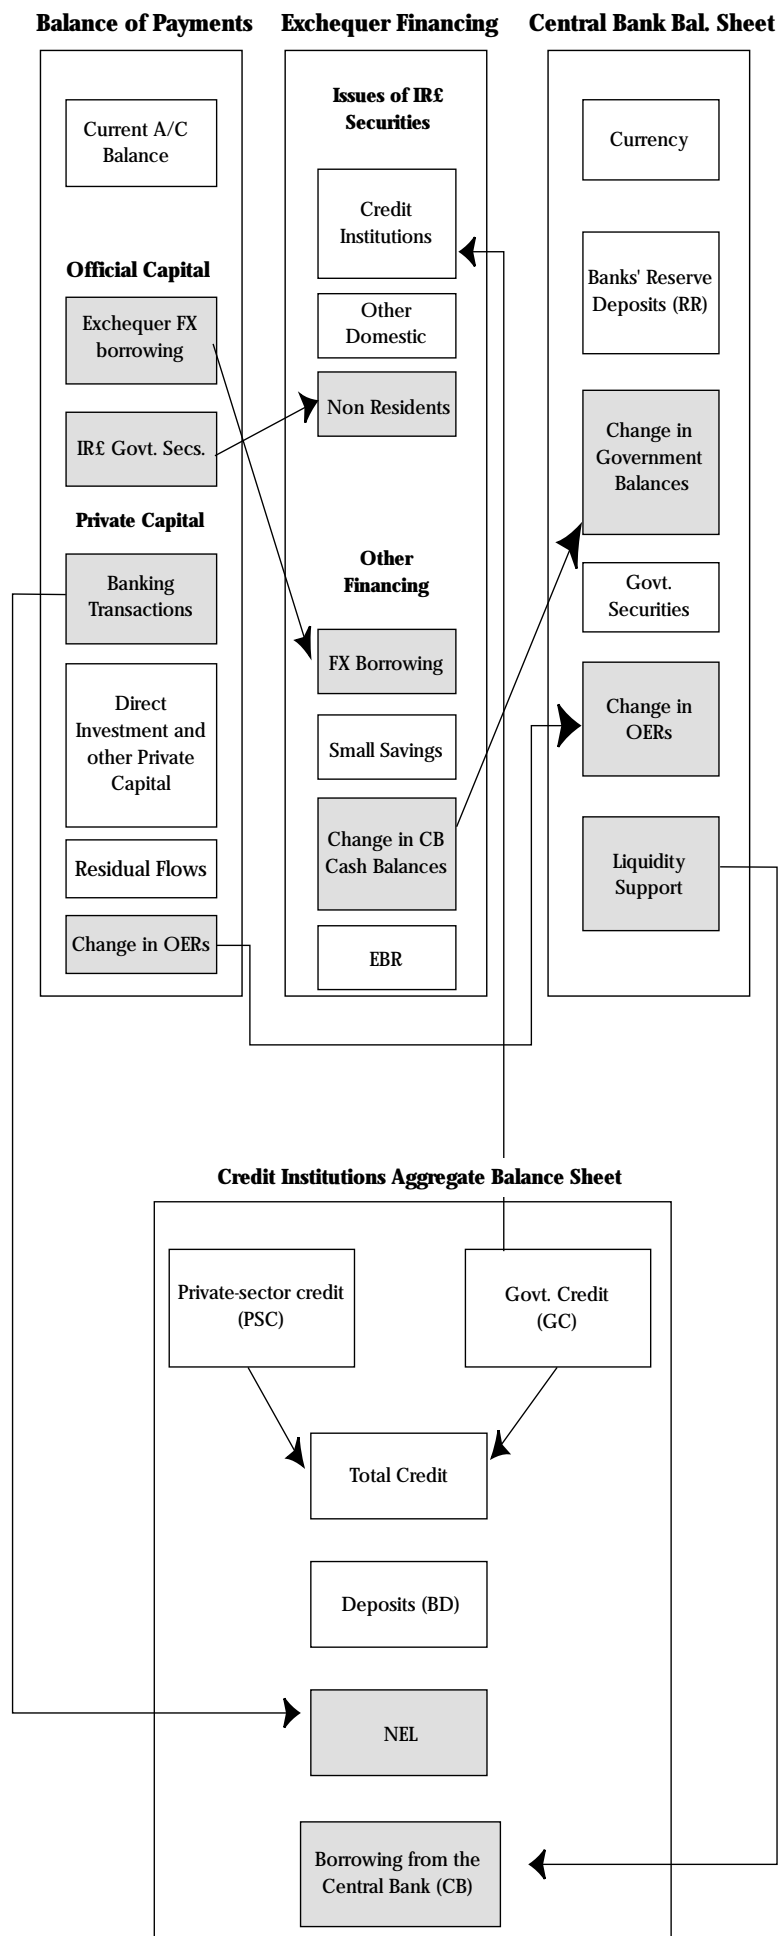 Balance of Payments
Current A/C
Balance
Official Capital
Exchequer FX
borrowing
IR£ Govt. Secs.
Private Capital
Banking
Transactions
Direct
Investment and
other Private
Capital
Residual Flows
Change in OERs
Exchequer Financing
Issues of IR£
Securities
Credit
Institutions
Other
Domestic
Non Residents
Other
Financing
FX Borrowing
Small Savings
Change in CB
Cash Balances
EBR
Central Bank Bal. Sheet
Currency
Banks' Reserve
Deposits (RR)
Change in
Government
Balances
Govt.
Securities
Change in
OERs
Liquidity
Support
Credit Institutions Aggregate Balance Sheet
Private-sector credit
(PSC)
Govt. Credit
(GC)
Total Credit
Deposits (BD)
NEL
Borrowing from the
Central Bank (CB)